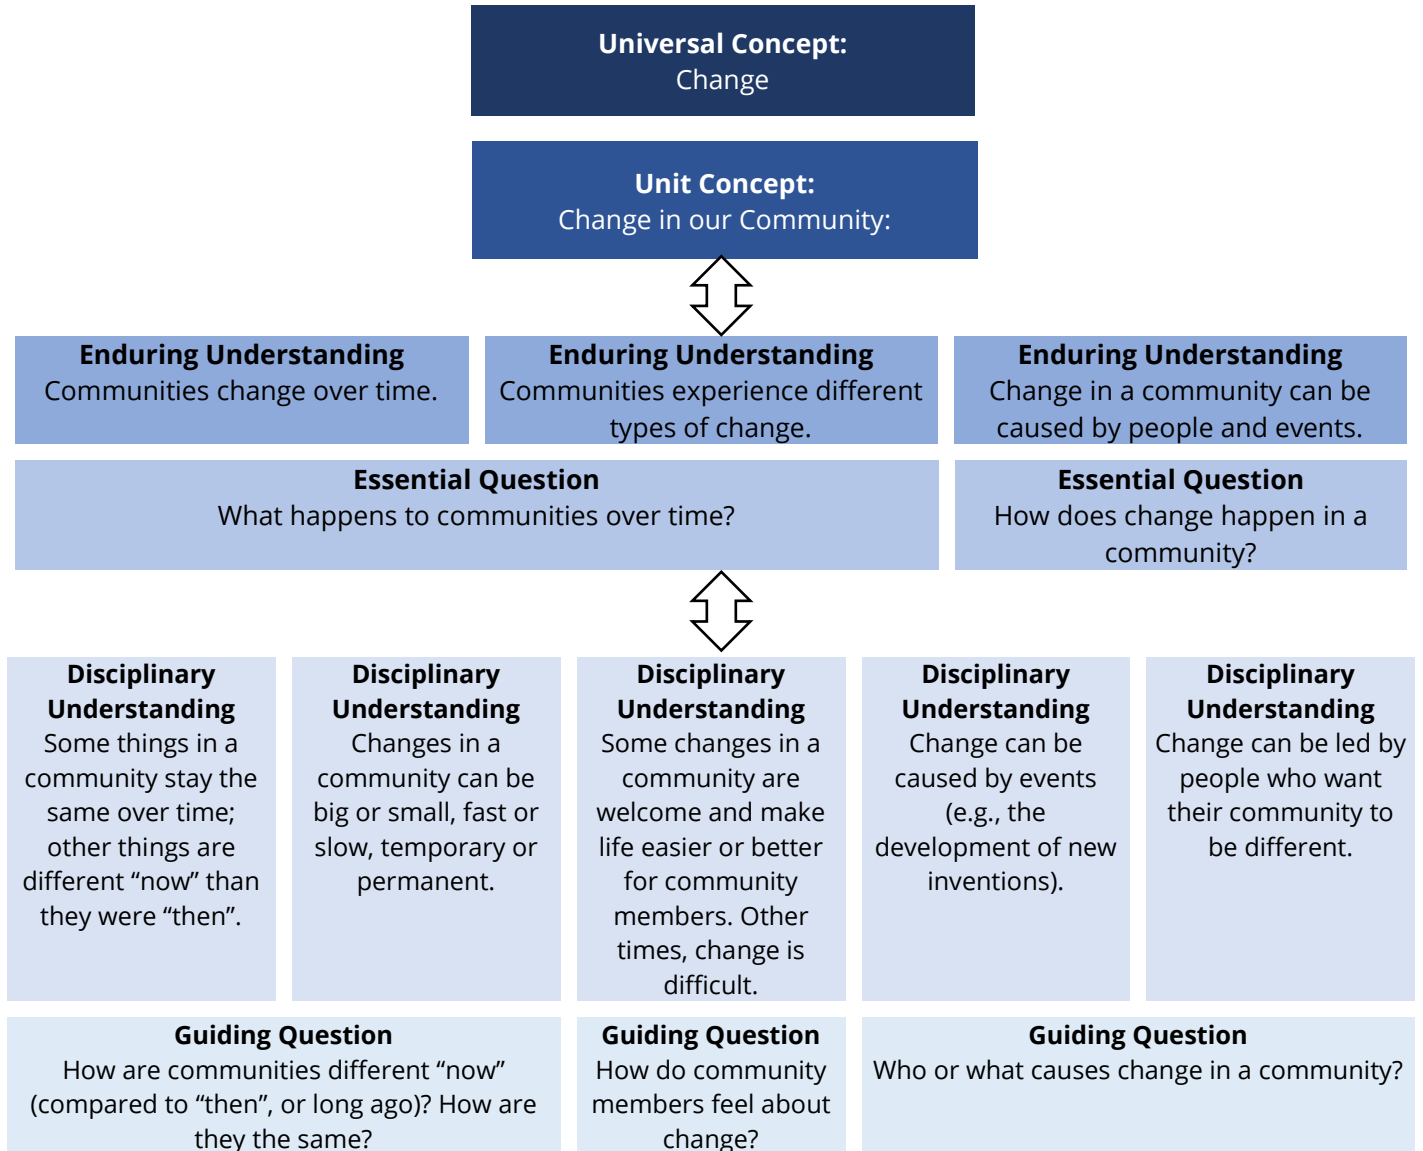 Universal Concept:
Change
Unit Concept:
Change in our Community:
Enduring Understanding
Communities change over time.
Enduring Understanding
Communities experience different
types of change.
Enduring Understanding
Change in a community can be
caused by people and events.
Essential Question
What happens to communities over time?
Essential Question
How does change happen in a
community?
Disciplinary
Understanding
Some things in a
community stay the
same over time;
other things are
different “now” than
they were “then”.
Disciplinary
Understanding
Changes in a
community can be
big or small, fast or
slow, temporary or
permanent.
Disciplinary
Understanding
Some changes in a
community are
welcome and make
life easier or better
for community
members. Other
times, change is
difficult.
Disciplinary
Understanding
Change can be
caused by events
(e.g., the
development of new
inventions).
Disciplinary
Understanding
Change can be led by
people who want
their community to
be different.
Guiding Question
How are communities different “now”
(compared to “then”, or long ago)? How are
they the same?
Guiding Question
How do community
members feel about
change?
Guiding Question
Who or what causes change in a community?